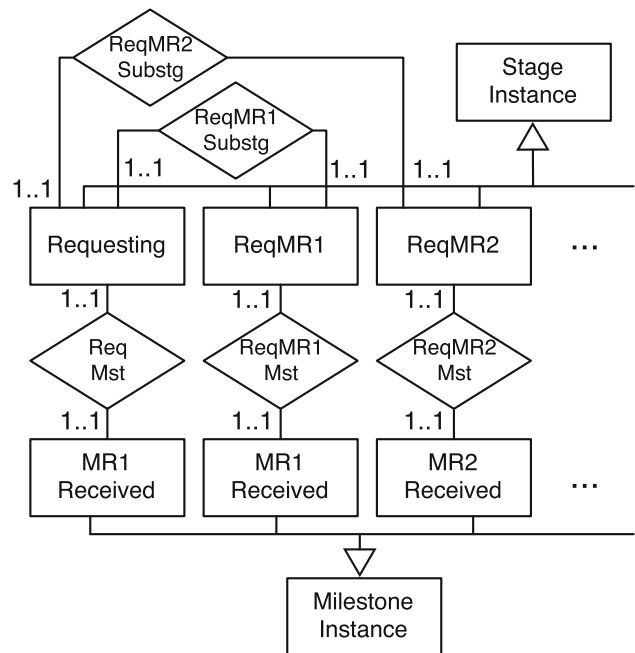 ReqMR2
Substg
Stage
Instance
ReqMR1
Substg
1..1
1..1
1..1
1..1
Requesting
ReqMR1
ReqMR2
...
1..1
1..1
1..1
Req
Mst
ReqMR1
Mst
ReqMR2
Mst
1..1
1..1
1..1
MR1
Received
MR1
Received
MR2
Received
...
Milestone
Instance